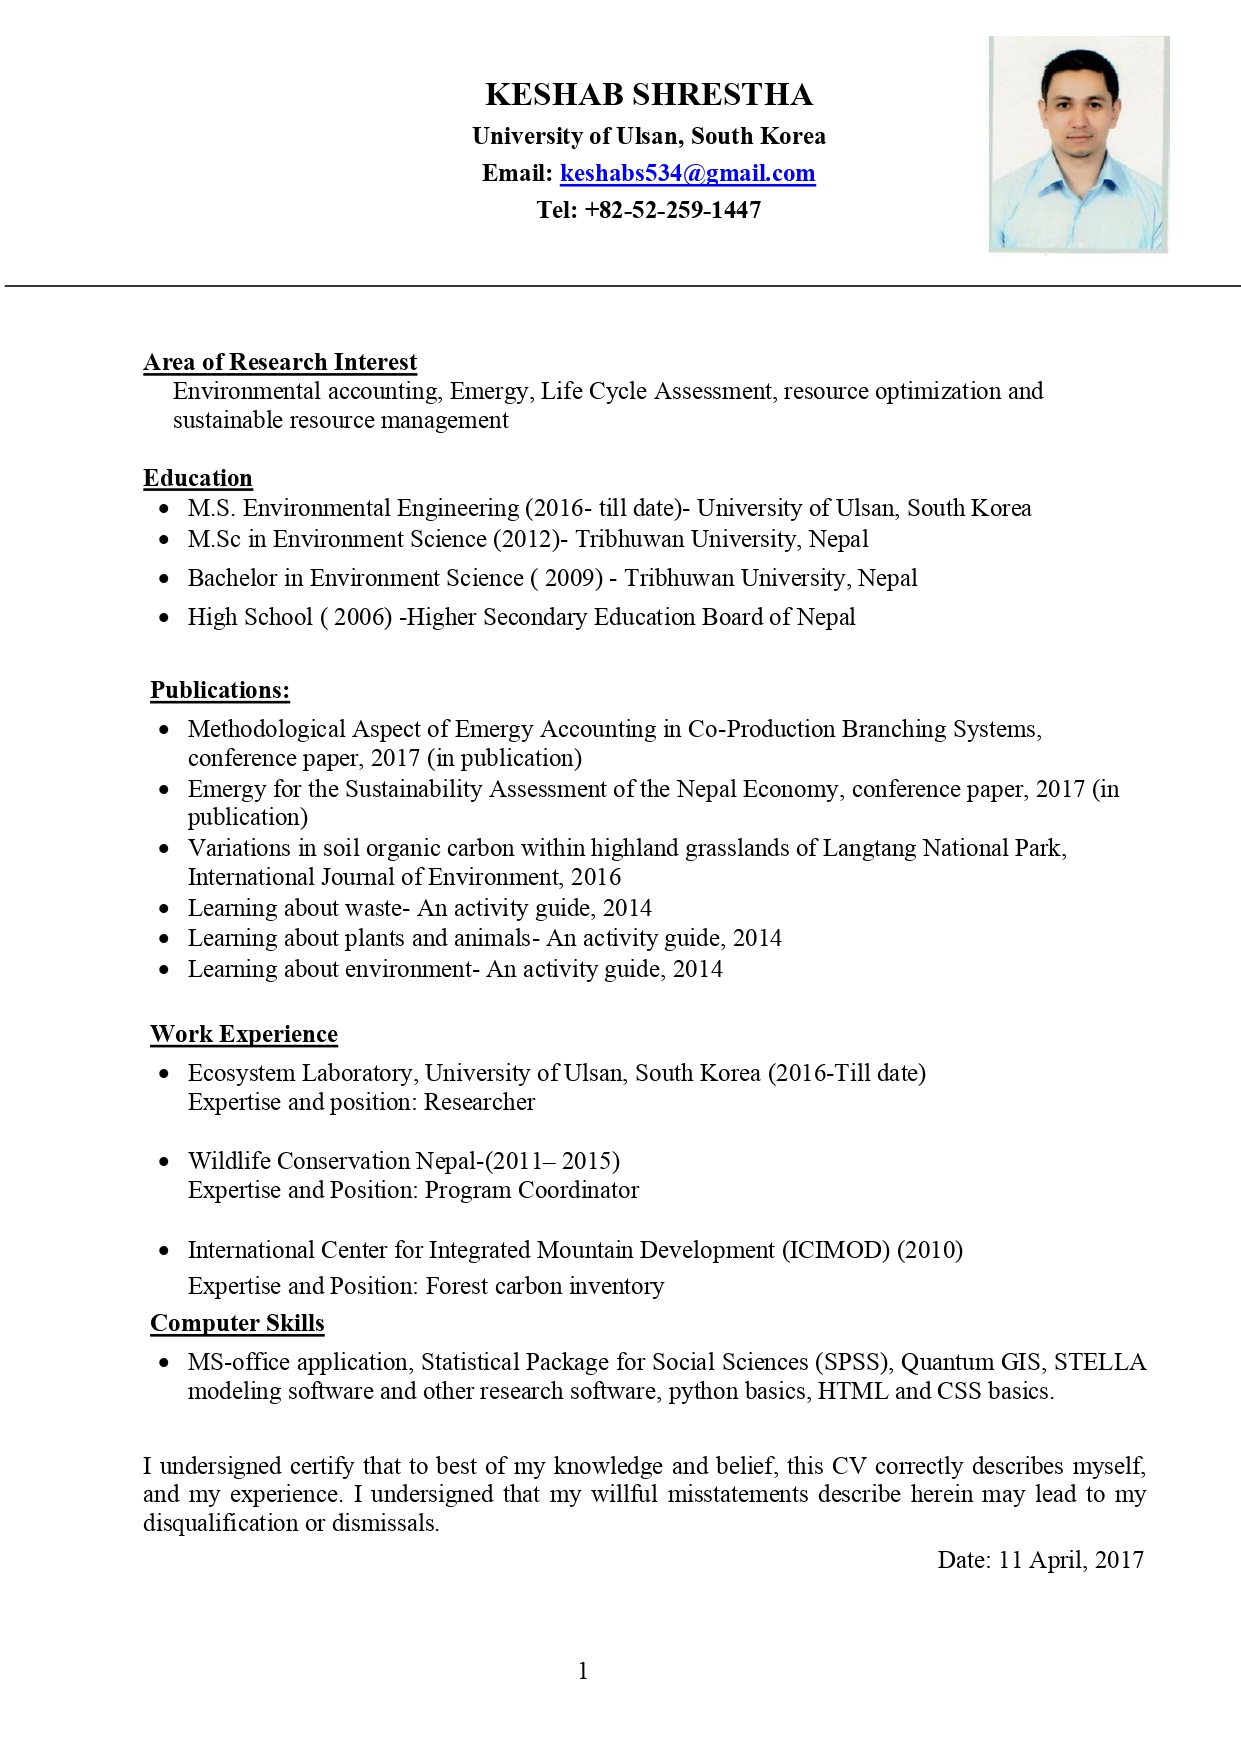 KESHAB SHRESTHA
University of Ulsan, South Korea
Email: keshabs534@gmail.com
Tel: +82-52-259-1447
Area of Research Interest
Environmental accounting, Emergy, Life Cycle Assessment, resource optimization and
sustainable resource management
Education
• M.S. Environmental Engineering (2016- till date)- University of Ulsan, South Korea
• M.Sc in Environment Science (2012)- Tribhuwan University, Nepal
• Bachelor in Environment Science ( 2009) - Tribhuwan University, Nepal
• High School ( 2006) -Higher Secondary Education Board of Nepal
Publications:
• Methodological Aspect of Emergy Accounting in Co-Production Branching Systems,
conference paper, 2017 (in publication)
• Emergy for the Sustainability Assessment of the Nepal Economy, conference paper, 2017 (in
publication)
• Variations in soil organic carbon within highland grasslands of Langtang National Park,
International Journal of Environment, 2016
• Learning about waste- An activity guide, 2014
• Learning about plants and animals- An activity guide, 2014
• Learning about environment- An activity guide, 2014
Work Experience
• Ecosystem Laboratory, University of Ulsan, South Korea (2016-Till date)
Expertise and position: Researcher
• Wildlife Conservation Nepal-(2011– 2015)
Expertise and Position: Program Coordinator
• International Center for Integrated Mountain Development (ICIMOD) (2010)
Expertise and Position: Forest carbon inventory
Computer Skills
• MS-office application, Statistical Package for Social Sciences (SPSS), Quantum GIS, STELLA
modeling software and other research software, python basics, HTML and CSS basics.
I undersigned certify that to best of my knowledge and belief, this CV correctly describes myself,
and my experience. I undersigned that my willful misstatements describe herein may lead to my
disqualification or dismissals.
Date: 11 April, 2017
1